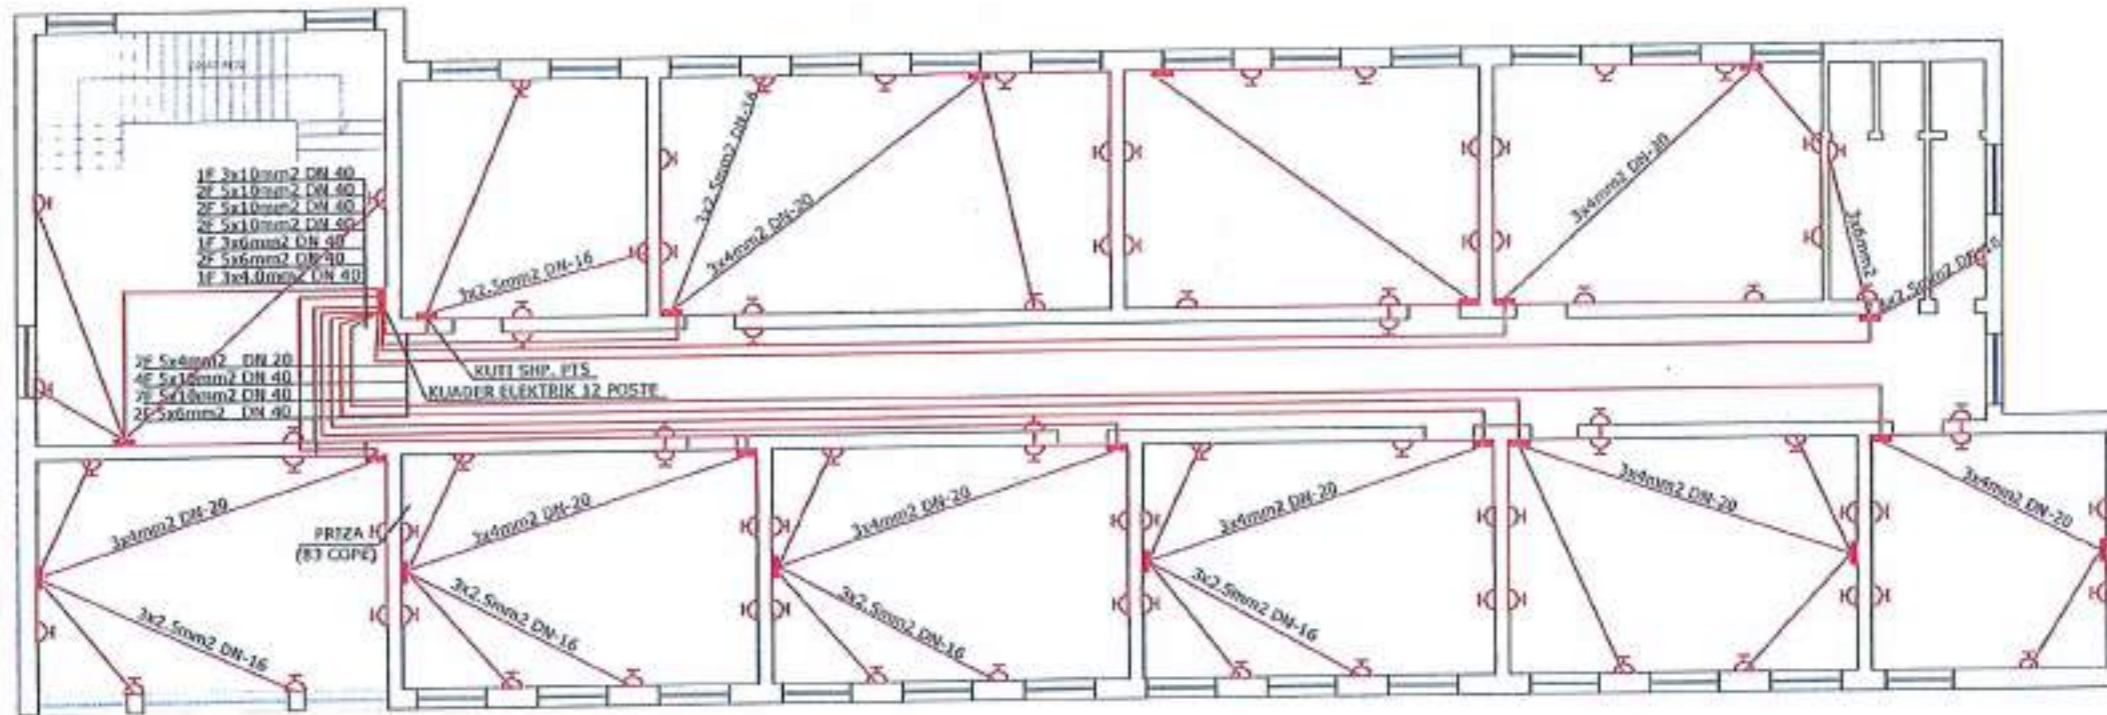 1F 3x10mm2 DN 40
2F 5x10mm2 DN 40
2F 5x10mm2 DN 40
2F 5x10mm2 DN 40
1F 3x6mm2 DN 40
2F 5x6mm2 DN 40
1F 3x4.0mm2 DN 40
3x2.5mm2 DN-16
3x2.5mm2 DN-16
3x4mm2 DN-20
3x4mm2 DN-20
3x6mm2
3x2.5mm2
2F 5x4mm2 DN 20
4F 5x10mm2 DN 40
7F 5x10mm2 DN 40
2F 5x6mm2 DN 40
KUTI SHP. PTS
KUADER ELEKTRIK 12 POSTE
3x4mm2 DN-20
PRIZA
(83 COPE)
3x4mm2 DN-20
3x4mm2 DN-20
3x4mm2 DN-20
3x4mm2 DN-20
3x4mm2 DN-20
3x2.5mm2 DN-16
3x2.5mm2 DN-16
3x2.5mm2 DN-16
3x2.5mm2 DN-16